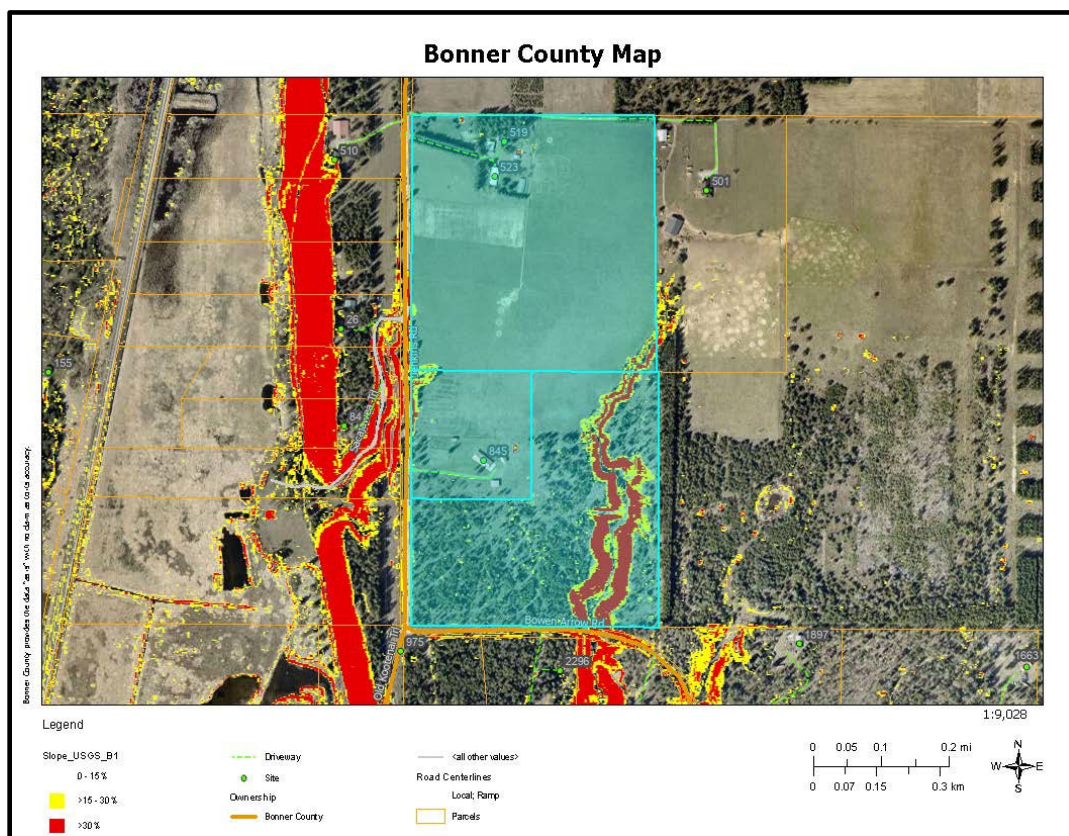 Bonner County Map
519
510
523
501
26
155
84
845
Bowen Arrow Rd
975
Old Kootenai Trl
2296
1897
1663
1:9,028
Legend
Slope_USGS_B1
0 - 15%
>15 - 30%
>30%
Driveway
Site
Ownership
Bonner County
<all other values>
Road Centerlines
Local; Ramp
Parcels
0 0.05 0.1 0.2 mi
0 0.07 0.15 0.3 km
N
W E
S